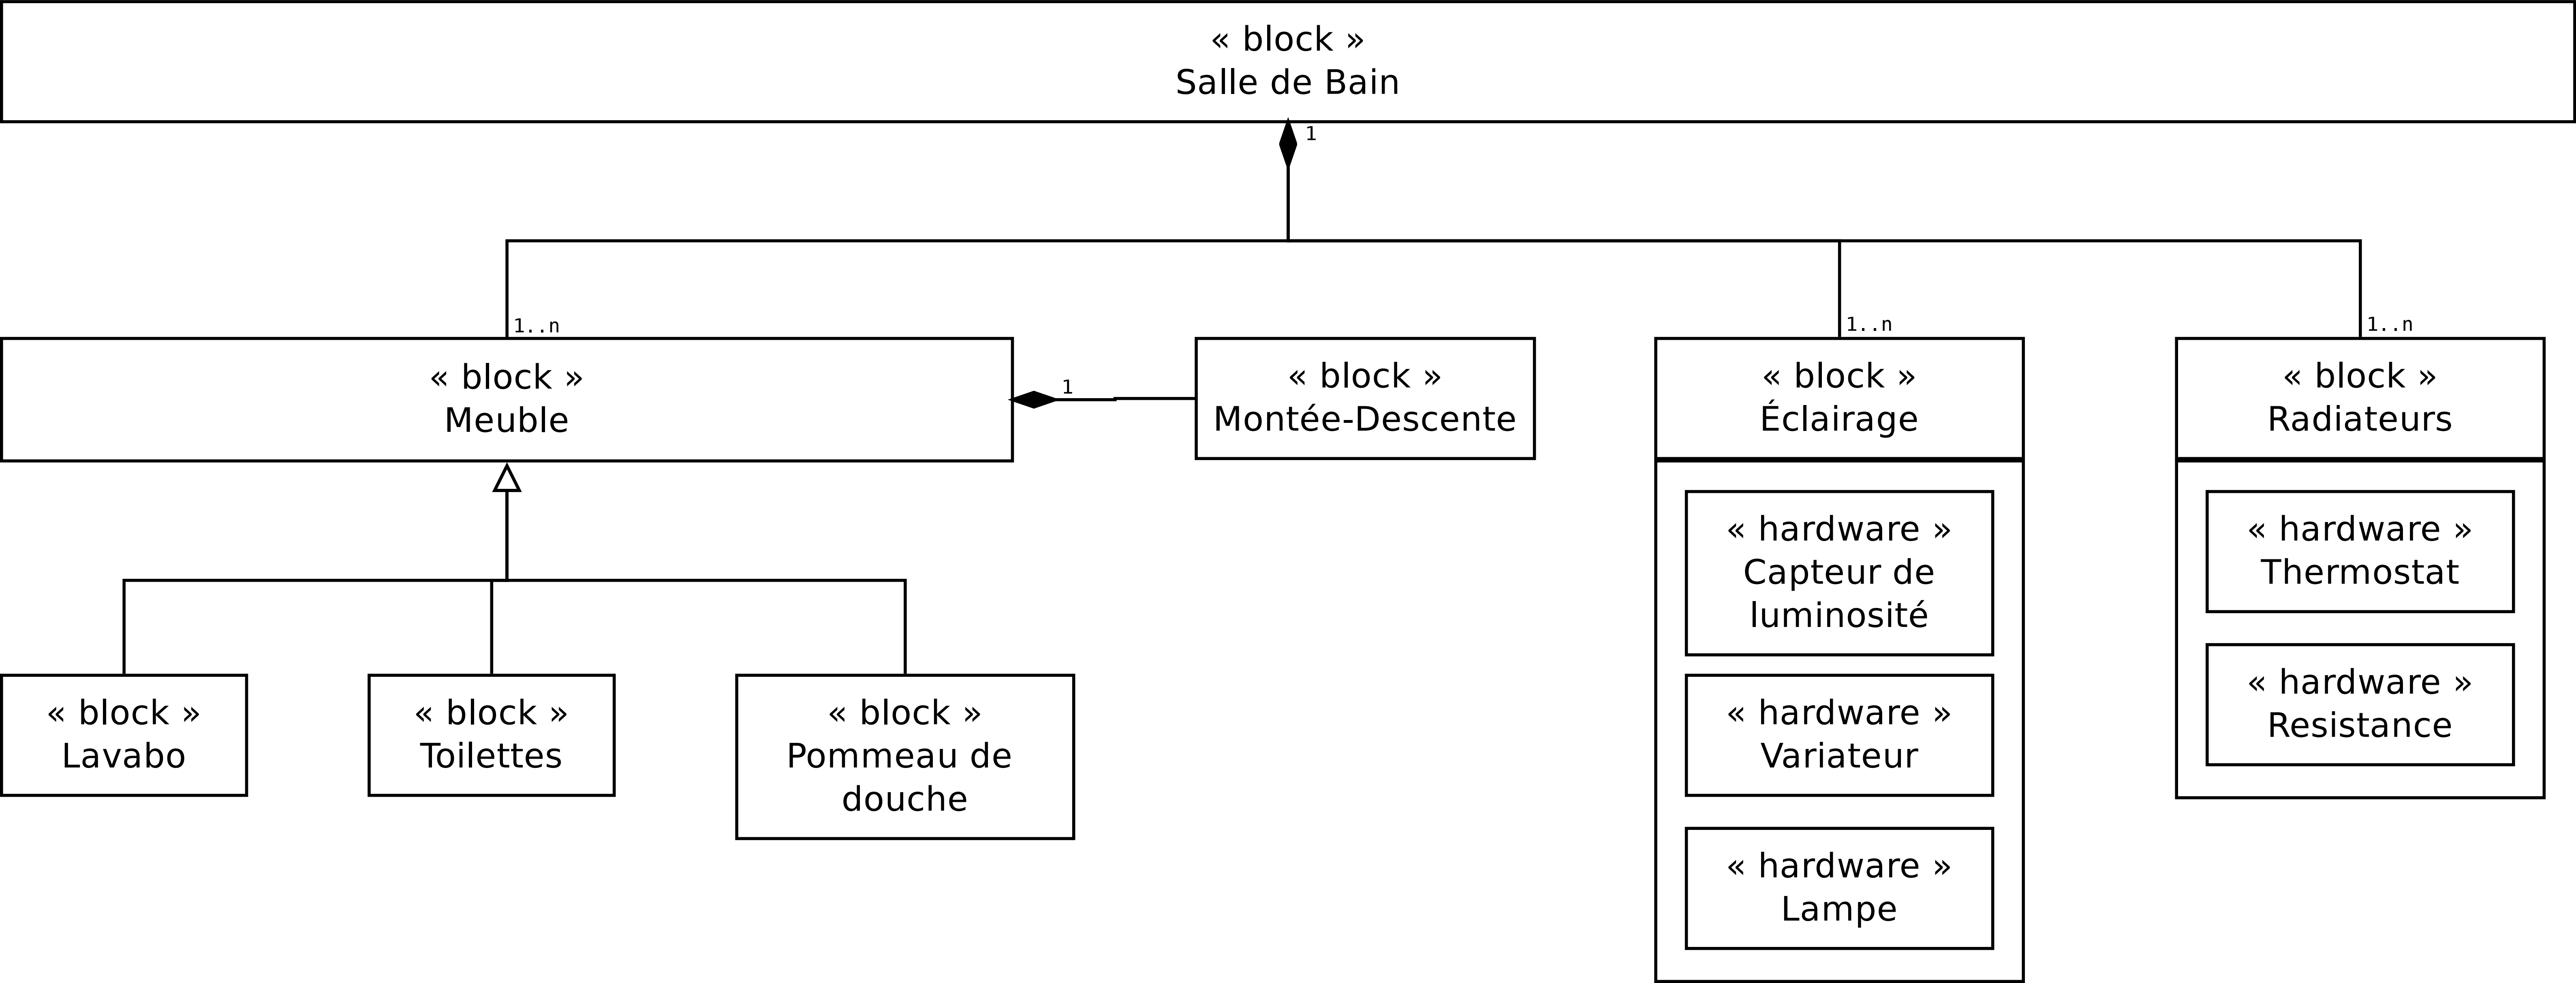 « block »
Salle de Bain
1
1..n
1..n
1..n
« block »
Meuble
1
« block »
Montée-Descente
« block »
Éclairage
« block »
Radiateurs
« hardware »
Capteur de
luminosité
« hardware »
Thermostat
« block »
Lavabo
« block »
Toilettes
« block »
Pommeau de
douche
« hardware »
Variateur
« hardware »
Resistance
« hardware »
Lampe